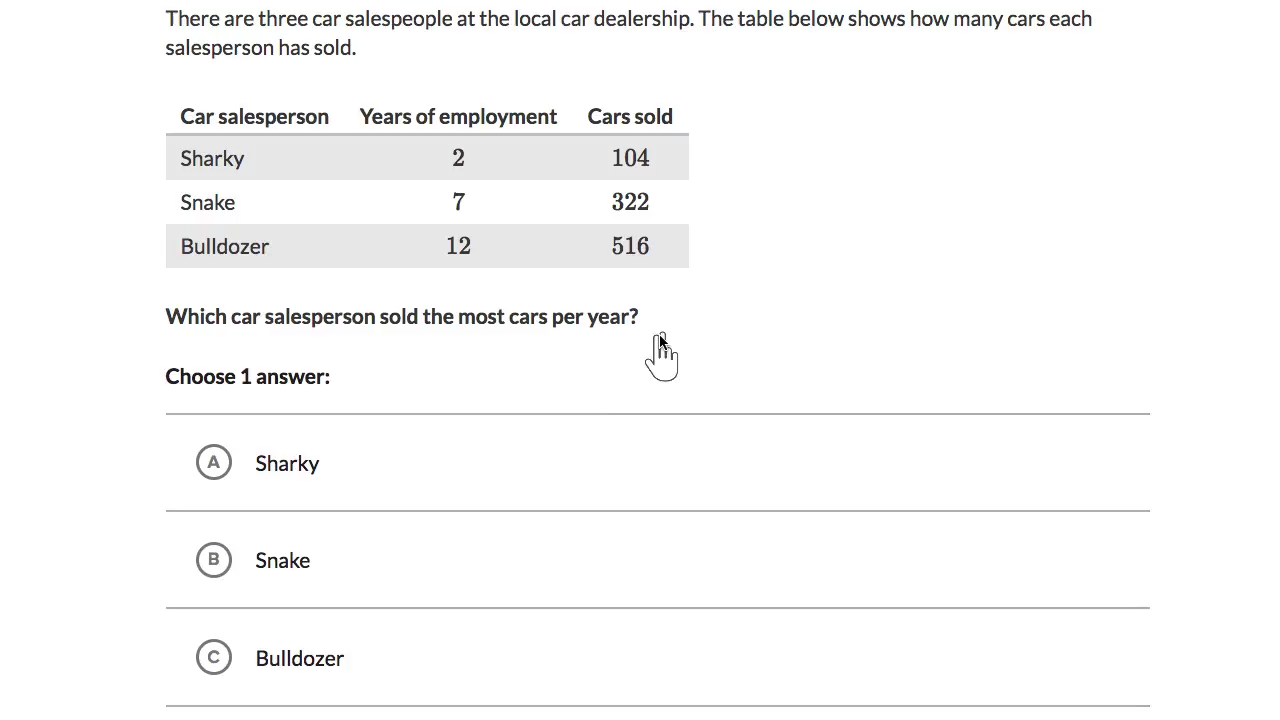 There are three car salespeople at the local car dealership. The table below shows how many cars each
salesperson has sold.
Car salesperson Years of employment Cars sold
Sharky 2 104
Snake 7 322
Bulldozer 12 516
Which car salesperson sold the most cars per year?
Choose 1 answer:
A Sharky
B Snake
C Bulldozer